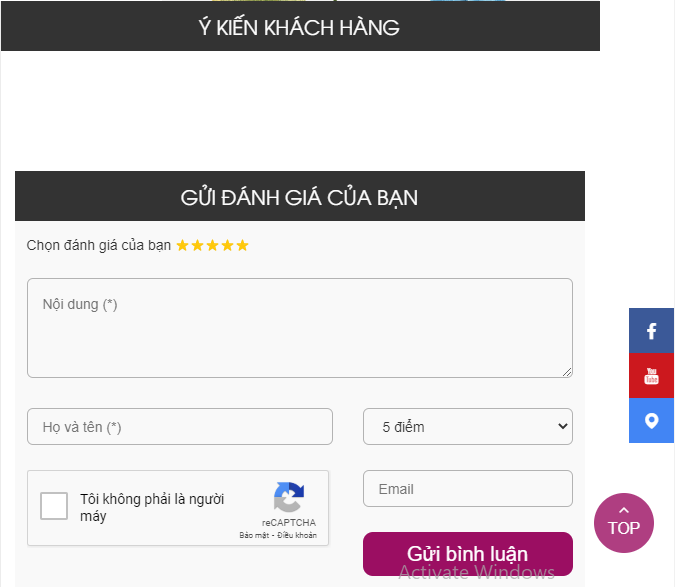 Ý KIẾN KHÁCH HÀNG
GỬI ĐÁNH GIÁ CỦA BẠN
Chọn đánh giá của bạn
Nội dung (*)
Họ và tên (*)
5 điểm
Tôi không phải là người
máy
reCAPTCHA
Bảo mật - Điều khoản
Email
Gửi bình luận
Activate Windows
You
Tube
TOP